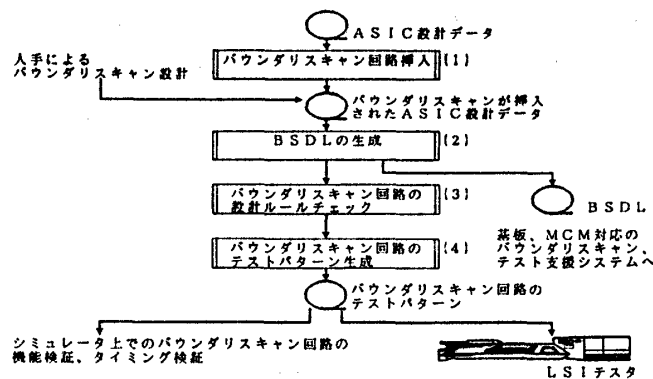 ASIC設計データ
人手による
バウンダリスキャン設計
バウンダリスキャン回路挿入
(1)
バウンダリスキャンが挿入
されたASIC設計データ
BSDLの生成
(2)
バウンダリスキャン回路の
設計ルールチェック
(3)
BSDL
基板、MCM対応の
バウンダリスキャン、
テスト支援システムへ
バウンダリスキャン回路の
テストパターン生成
(4)
バウンダリスキャン回路の
テストパターン
シミュレータ上でのバウンダリスキャン回路の
機能検証、タイミング検証
LSIテスタ